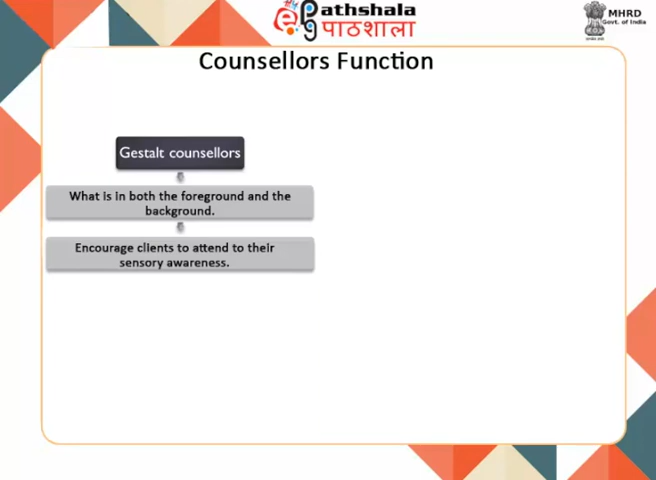 ePathshala
पाठशाला
MHRD
Govt. of India
Counsellors Function
Gestalt counsellors
What is in both the foreground and the
background.
Encourage clients to attend to their
sensory awareness.